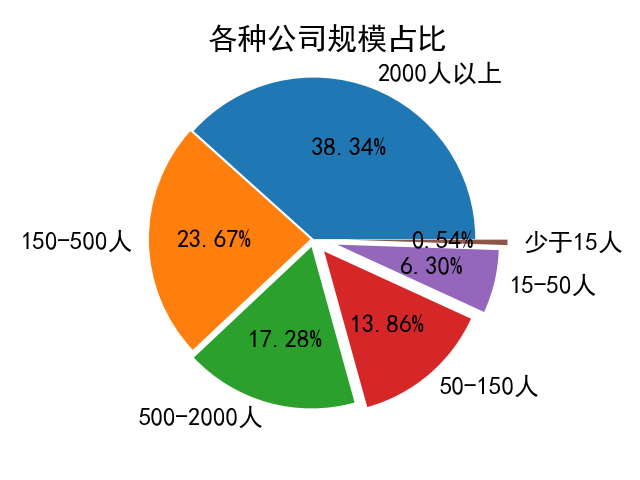 各种公司规模占比
2000人以上
38.34%
150-500人
23.67%
0.54%
少于15人
6.30%
15-50人
13.86%
17.28%
50-150人
500-2000人